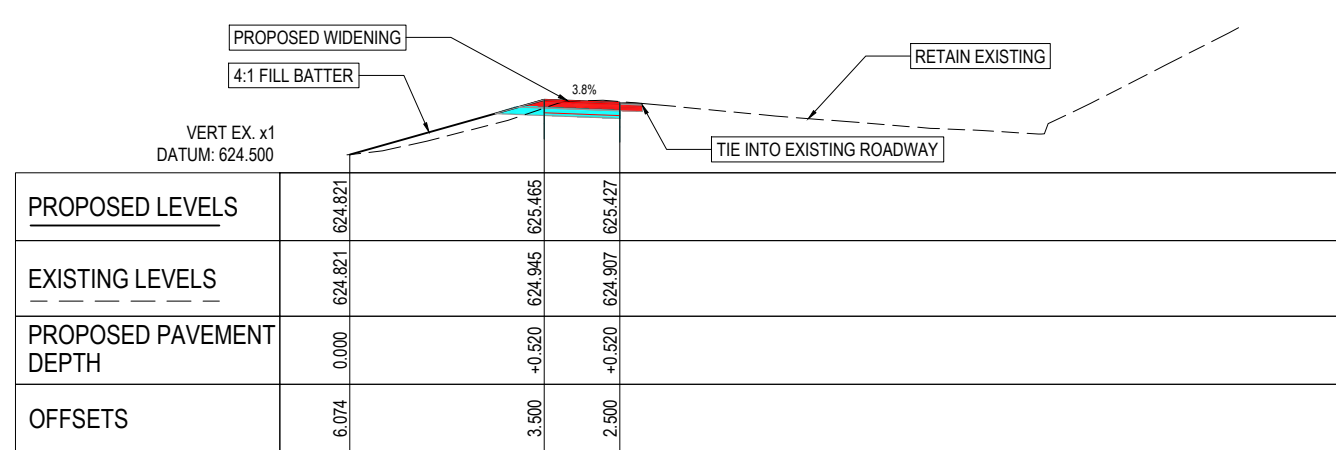 PROPOSED WIDENING
4:1 FILL BATTER
3.8%
RETAIN EXISTING
TIE INTO EXISTING ROADWAY
VERT EX. x1
DATUM: 624.500
PROPOSED LEVELS 624.821 625.465 625.427
EXISTING LEVELS 624.821 624.945 624.907
PROPOSED PAVEMENT
DEPTH 0.000 +0.520 +0.520
OFFSETS 6.074 3.500 2.500